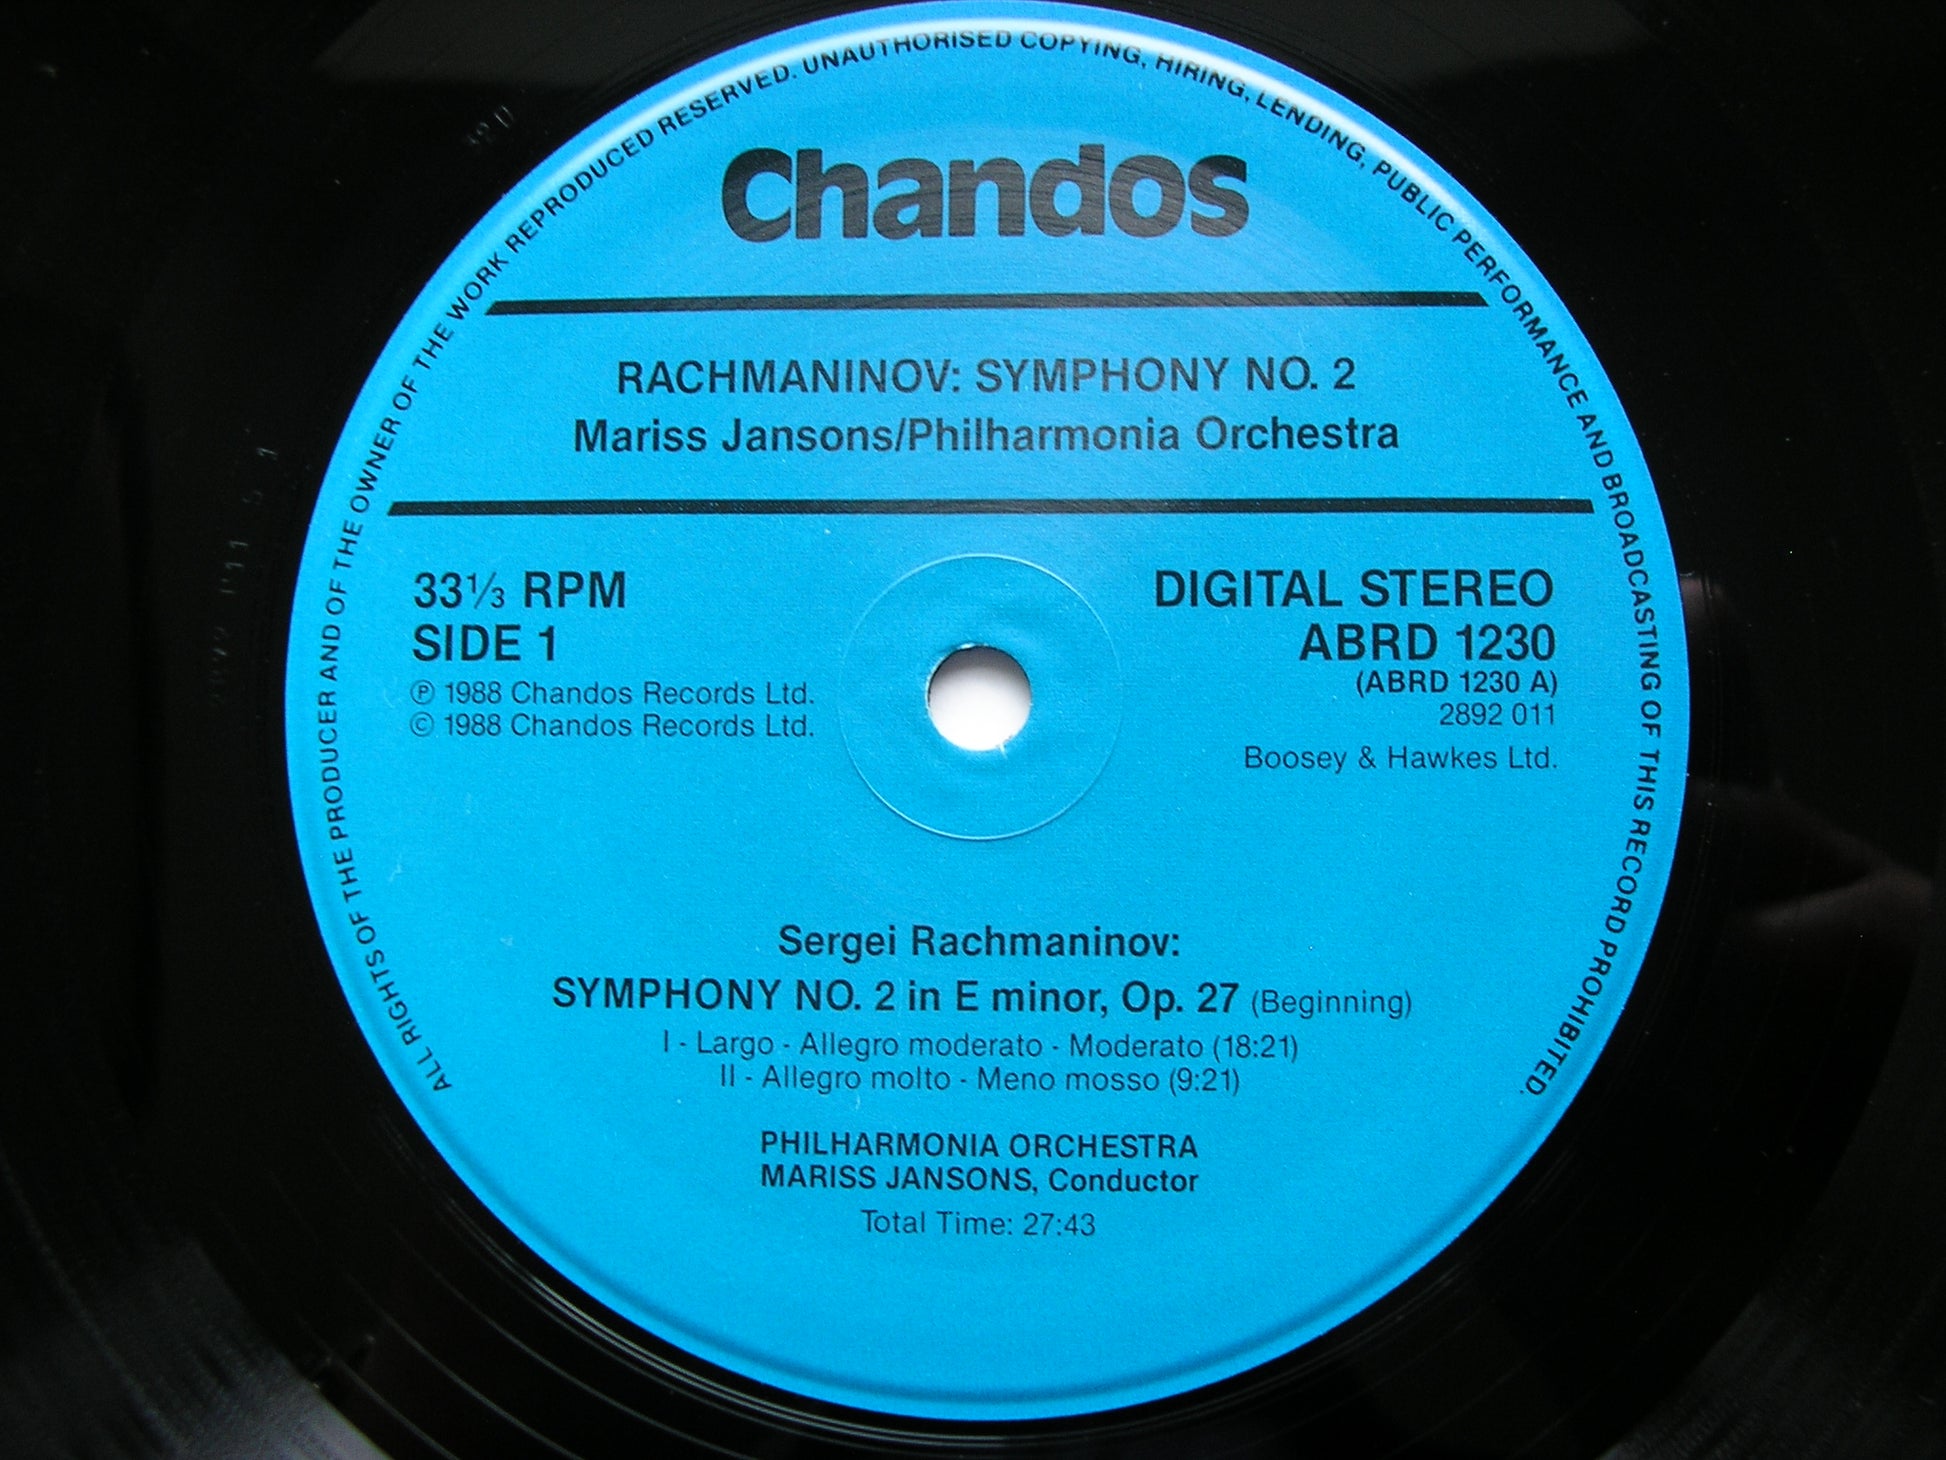 ALL RIGHTS OF THE PRODUCER AND OF THE OWNER OF THE WORK REPRODUCED RESERVED. UNAUTHORISED COPYING, HIRING, LENDING, PUBLIC PERFORMANCE AND BROADCASTING OF THIS RECORD PROHIBITED.
Chandos
RACHMANINOV: SYMPHONY NO. 2
Mariss Jansons/Philharmonia Orchestra
33⅓ RPM
SIDE 1
℗ 1988 Chandos Records Ltd.
© 1988 Chandos Records Ltd.
DIGITAL STEREO
ABRD 1230
(ABRD 1230 A)
2892 011
Boosey & Hawkes Ltd.
Sergei Rachmaninov:
SYMPHONY NO. 2 in E minor, Op. 27 (Beginning)
I - Largo - Allegro moderato - Moderato (18:21)
II - Allegro molto - Meno mosso (9:21)
PHILHARMONIA ORCHESTRA
MARISS JANSONS, Conductor
Total Time: 27:43